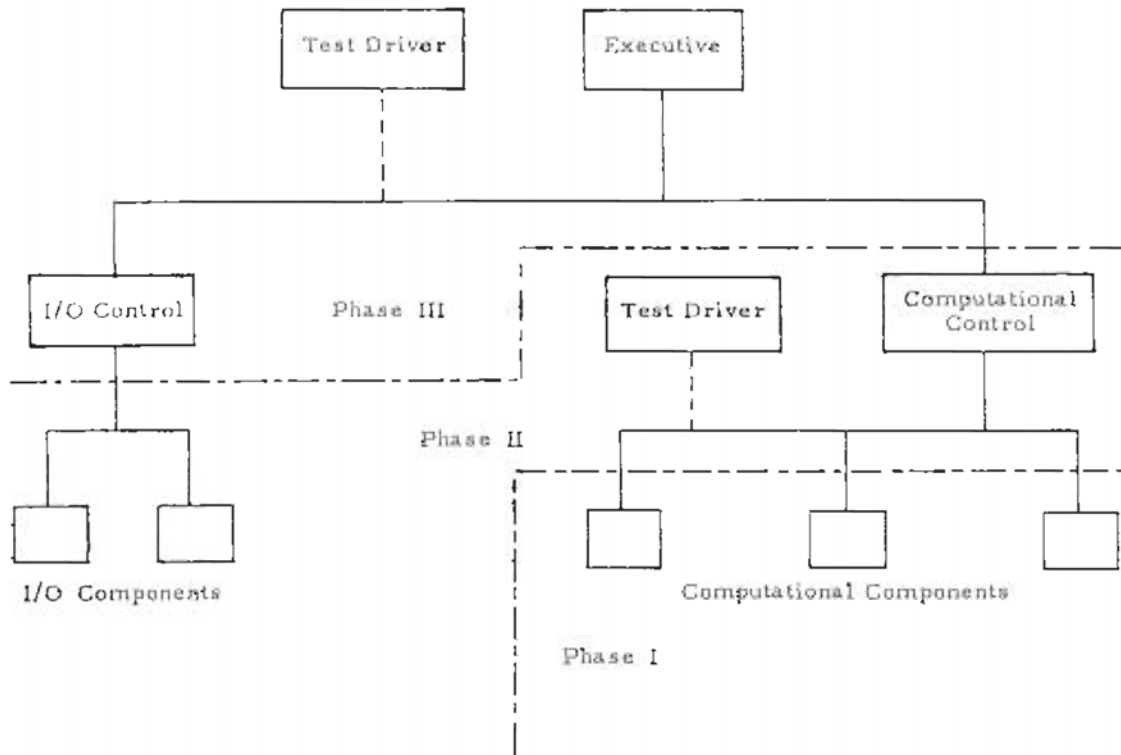 Test Driver
Executive
I/O Control
Phase III
Test Driver
Computational
Control
Phase II
I/O Components
Computational Components
Phase I